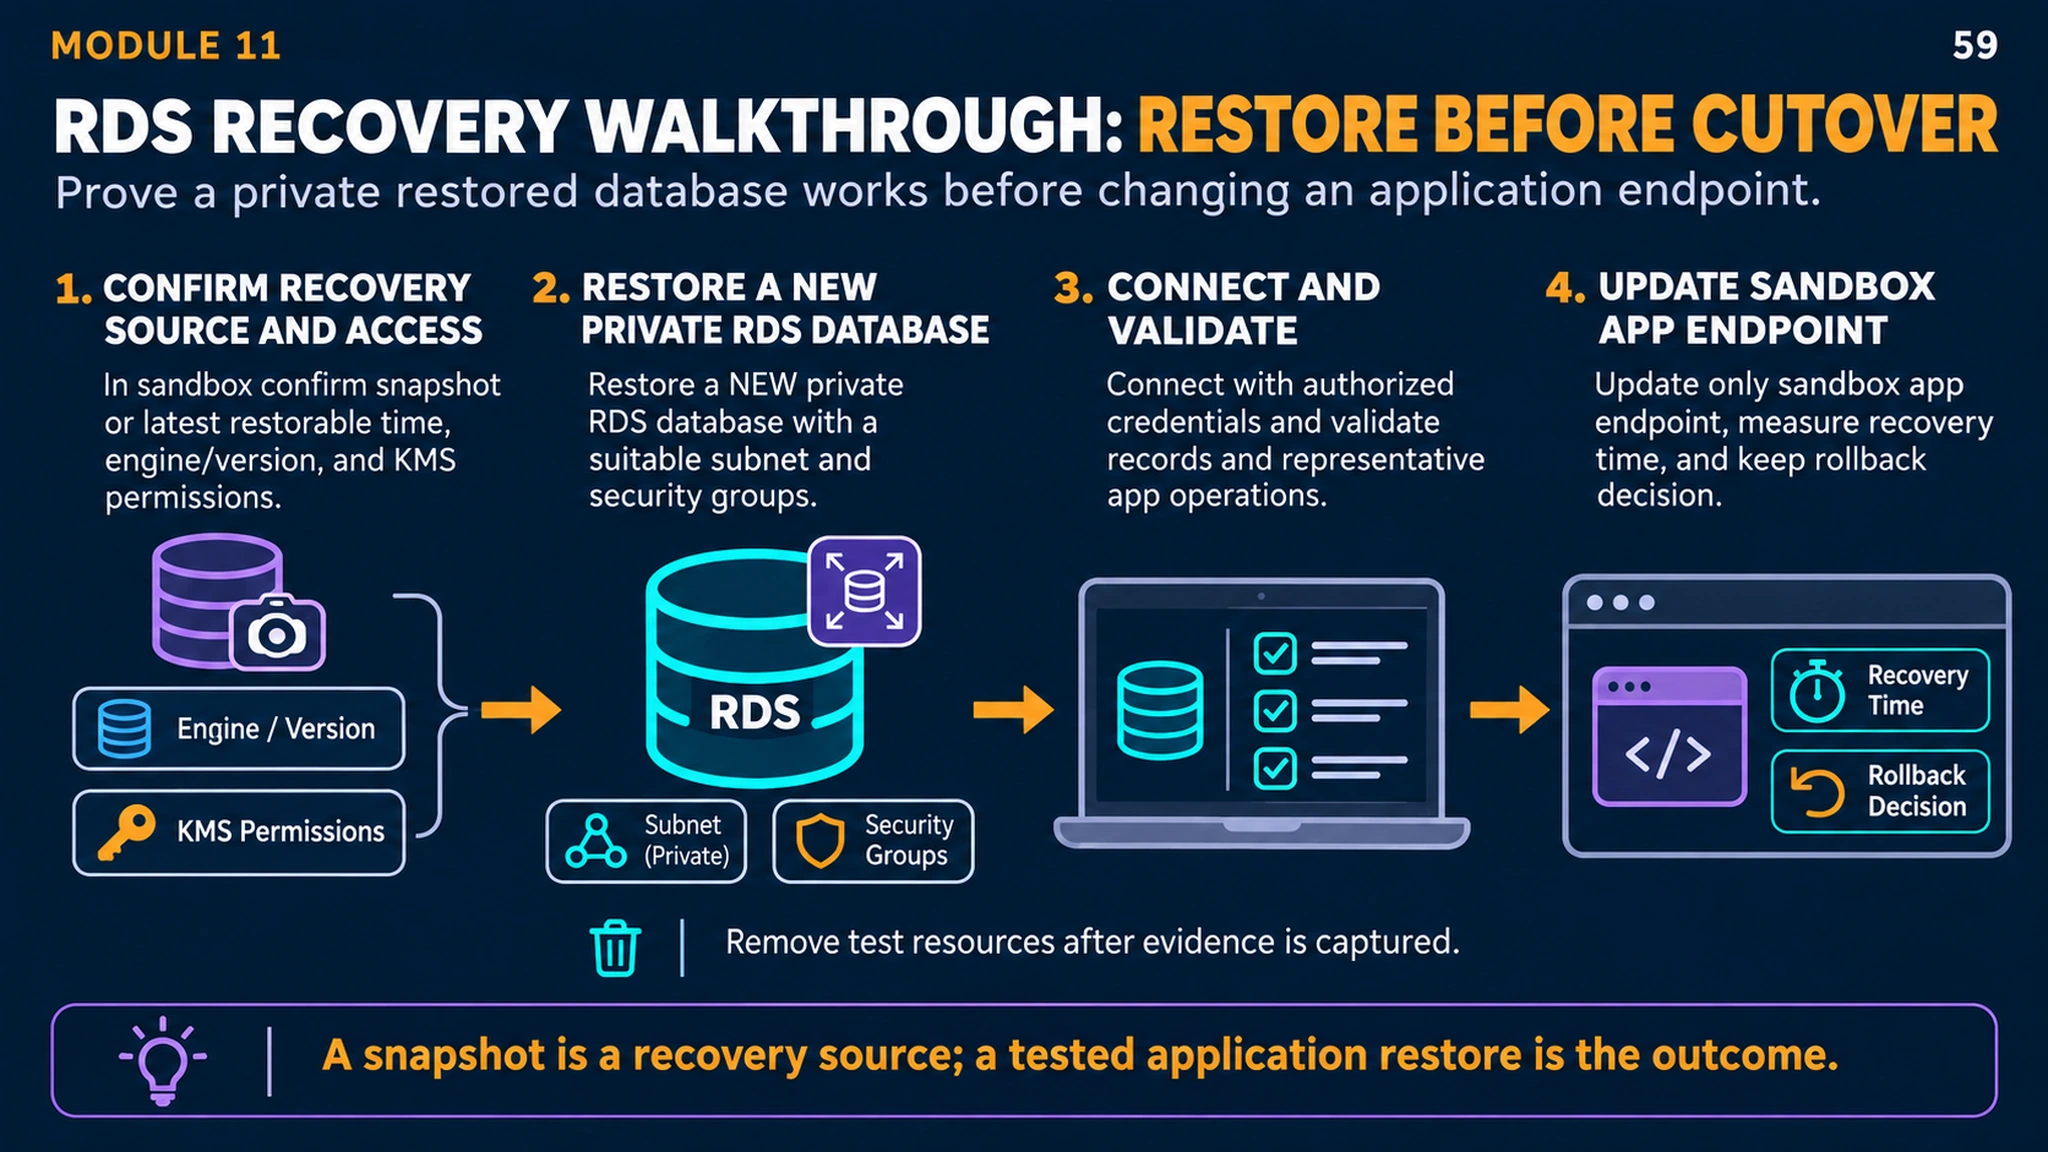 MODULE 11
59
RDS RECOVERY WALKTHROUGH: RESTORE BEFORE CUTOVER
Prove a private restored database works before changing an application endpoint.
1. CONFIRM RECOVERY
SOURCE AND ACCESS
In sandbox confirm snapshot
or latest restorable time,
engine/version, and KMS
permissions.
Engine / Version
KMS Permissions
2. RESTORE A NEW
PRIVATE RDS DATABASE
Restore a NEW private
RDS database with a
suitable subnet and
security groups.
RDS
Subnet
(Private)
Security
Groups
3. CONNECT AND
VALIDATE
Connect with authorized
credentials and validate
records and representative
app operations.
4. UPDATE SANDBOX
APP ENDPOINT
Update only sandbox app
endpoint, measure recovery
time, and keep rollback
decision.
</>
Recovery
Time
Rollback
Decision
Remove test resources after evidence is captured.
A snapshot is a recovery source; a tested application restore is the outcome.